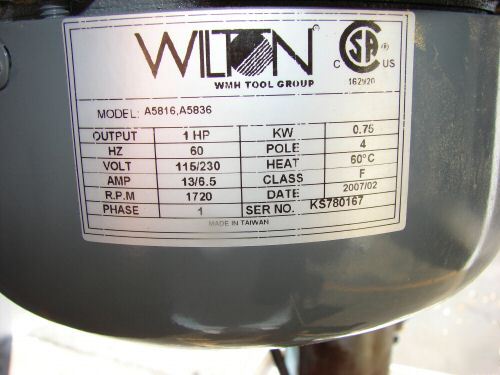 WILTON
WMH TOOL GROUP
SA
C US
162920
MODEL: A5816,A5836
OUTPUT 1 HP KW 0.75
HZ 60 POLE 4
VOLT 115/230 HEAT 60°C
AMP 13/6.5 CLASS F
R.P.M 1720 DATE 2007/02
PHASE 1 SER NO. KS780167
MADE IN TAIWAN